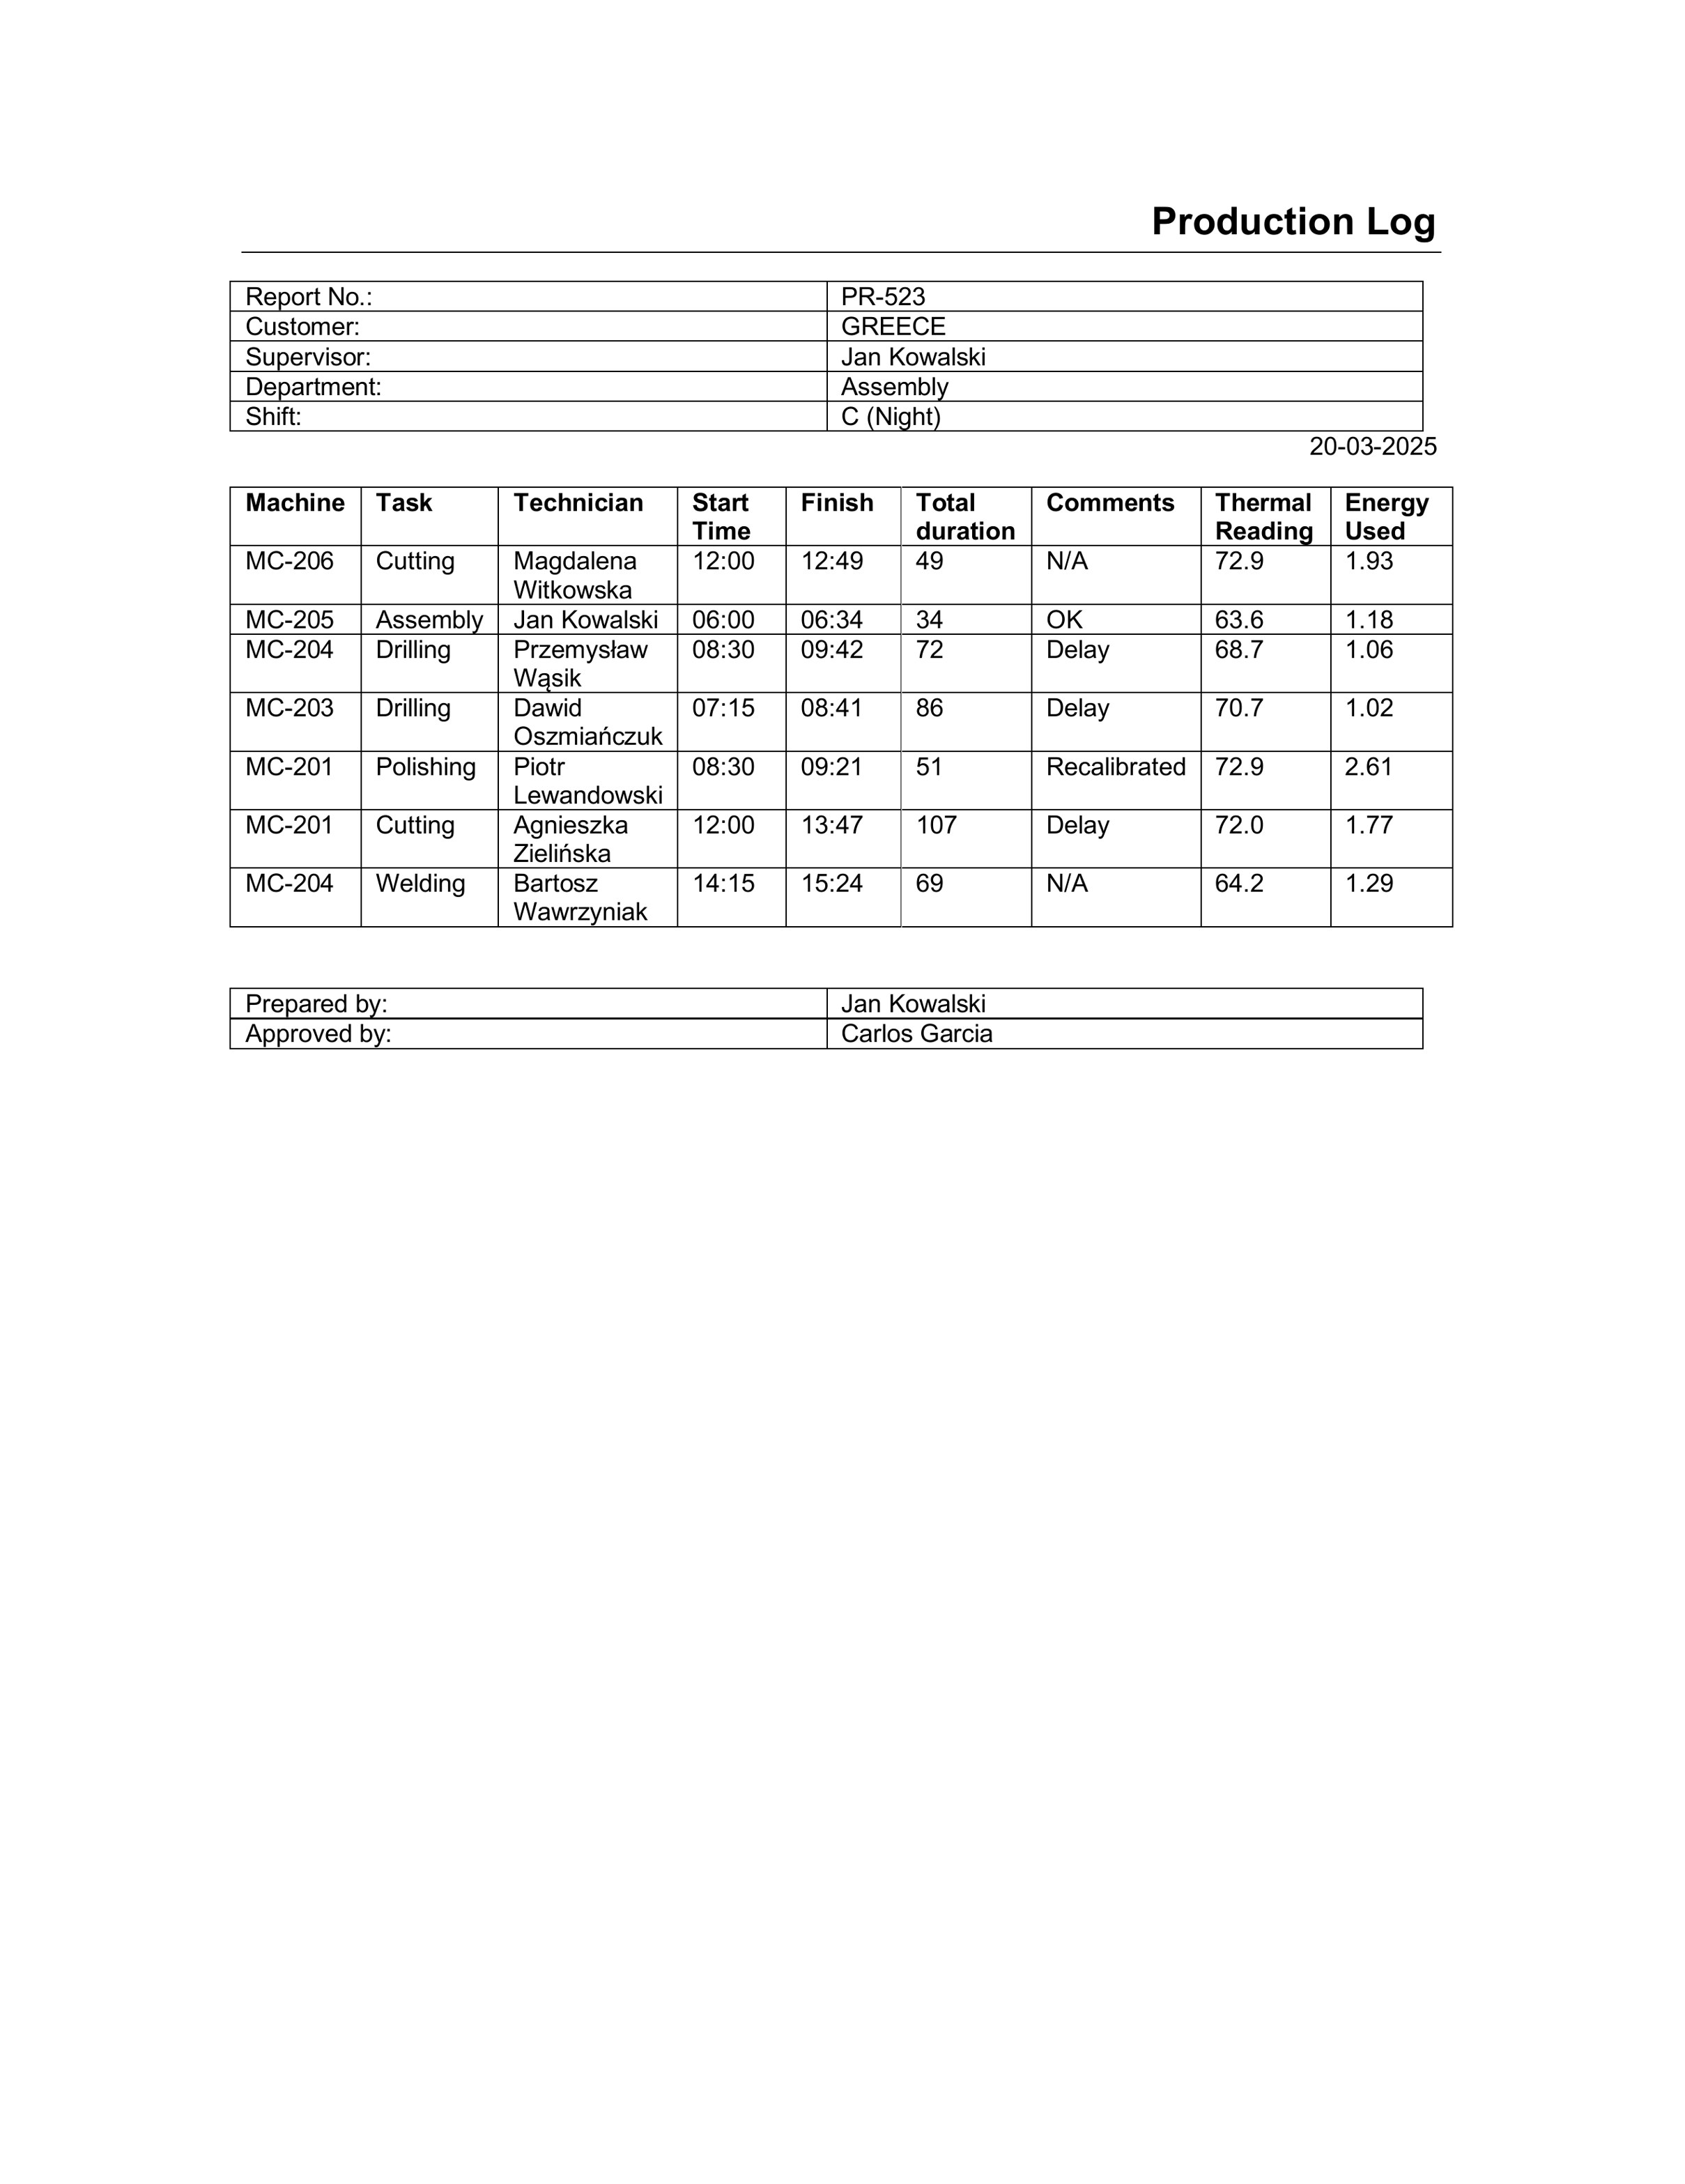 Production Log
Report No.: PR-523
Customer: GREECE
Supervisor: Jan Kowalski
Department: Assembly
Shift: C (Night)
20-03-2025
Machine Task Technician Start Time Finish Total duration Comments Thermal Reading Energy Used
MC-206 Cutting Magdalena Witkowska 12:00 12:49 49 N/A 72.9 1.93
MC-205 Assembly Jan Kowalski 06:00 06:34 34 OK 63.6 1.18
MC-204 Drilling Przemysław Wąsik 08:30 09:42 72 Delay 68.7 1.06
MC-203 Drilling Dawid Oszmiańczuk 07:15 08:41 86 Delay 70.7 1.02
MC-201 Polishing Piotr Lewandowski 08:30 09:21 51 Recalibrated 72.9 2.61
MC-201 Cutting Agnieszka Zielińska 12:00 13:47 107 Delay 72.0 1.77
MC-204 Welding Bartosz Wawrzyniak 14:15 15:24 69 N/A 64.2 1.29
Prepared by: Jan Kowalski
Approved by: Carlos Garcia